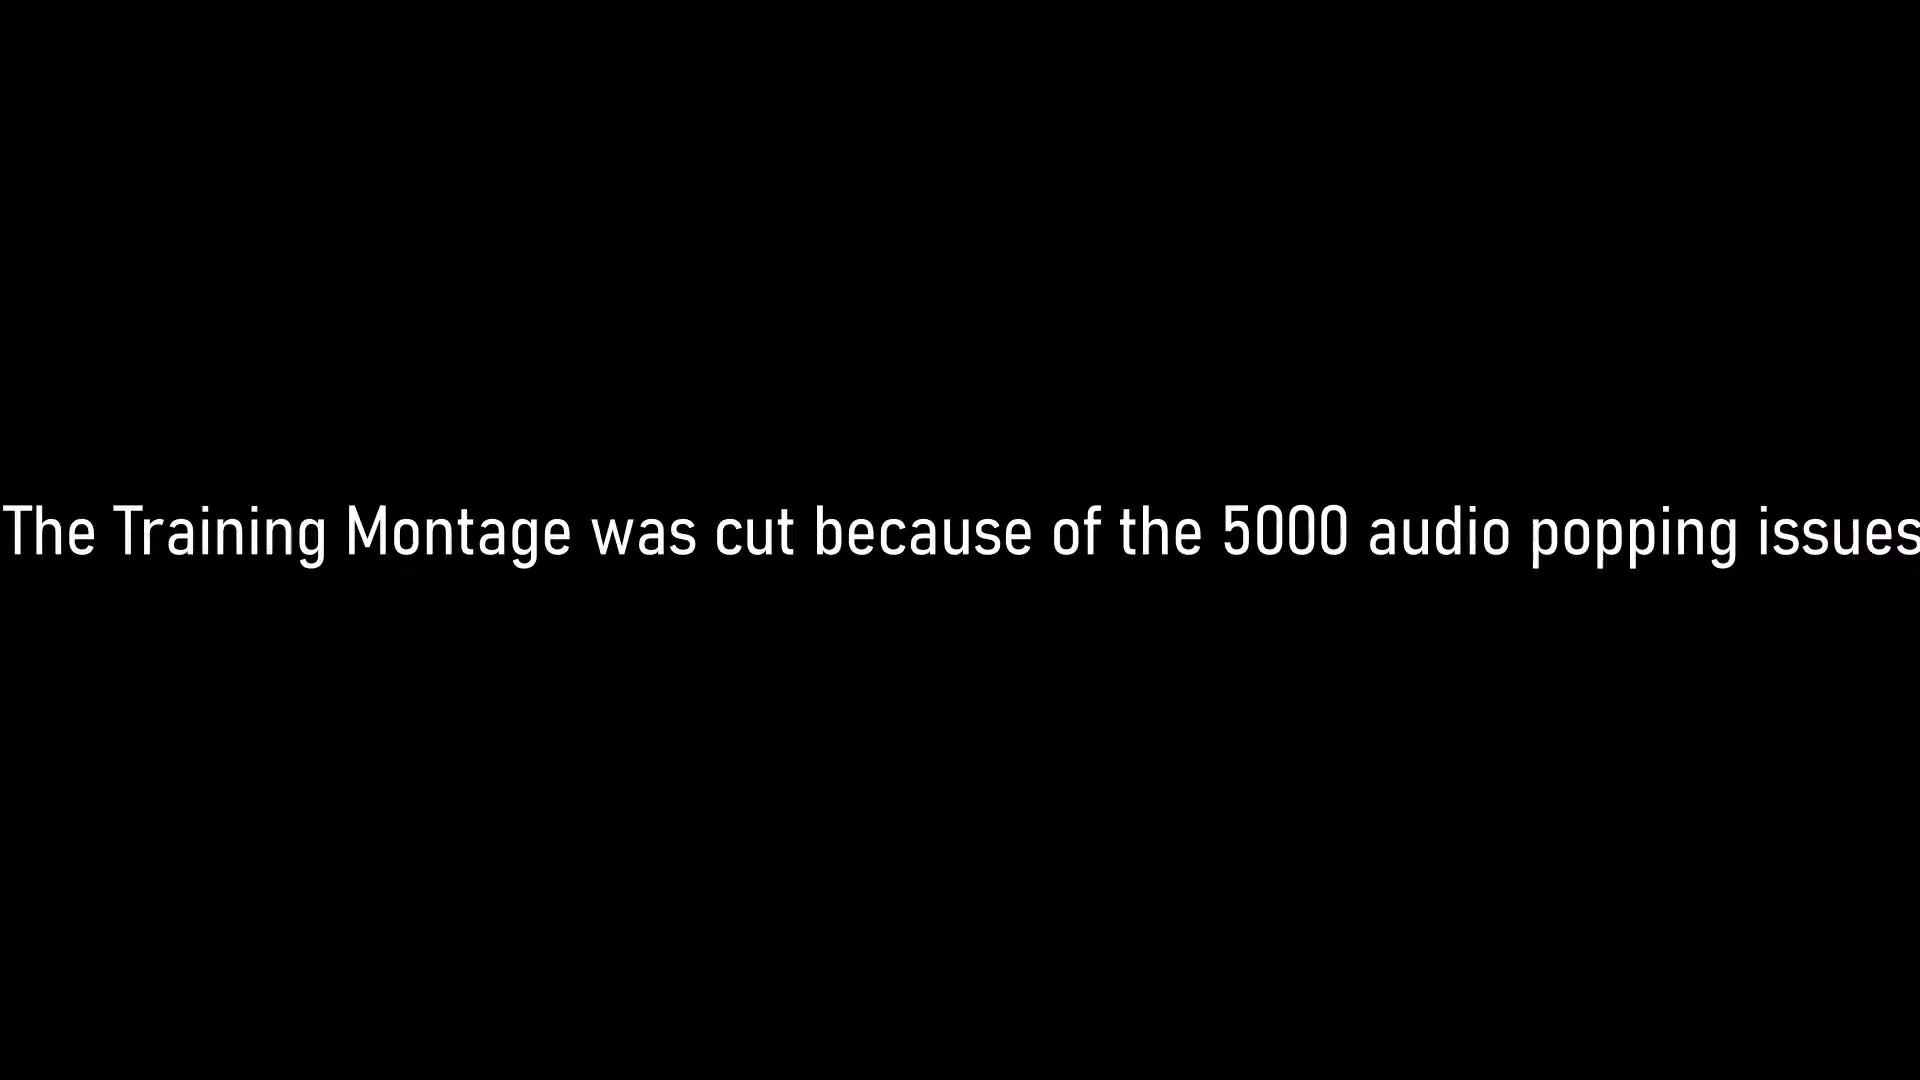 The Training Montage was cut because of the 5000 audio popping issues